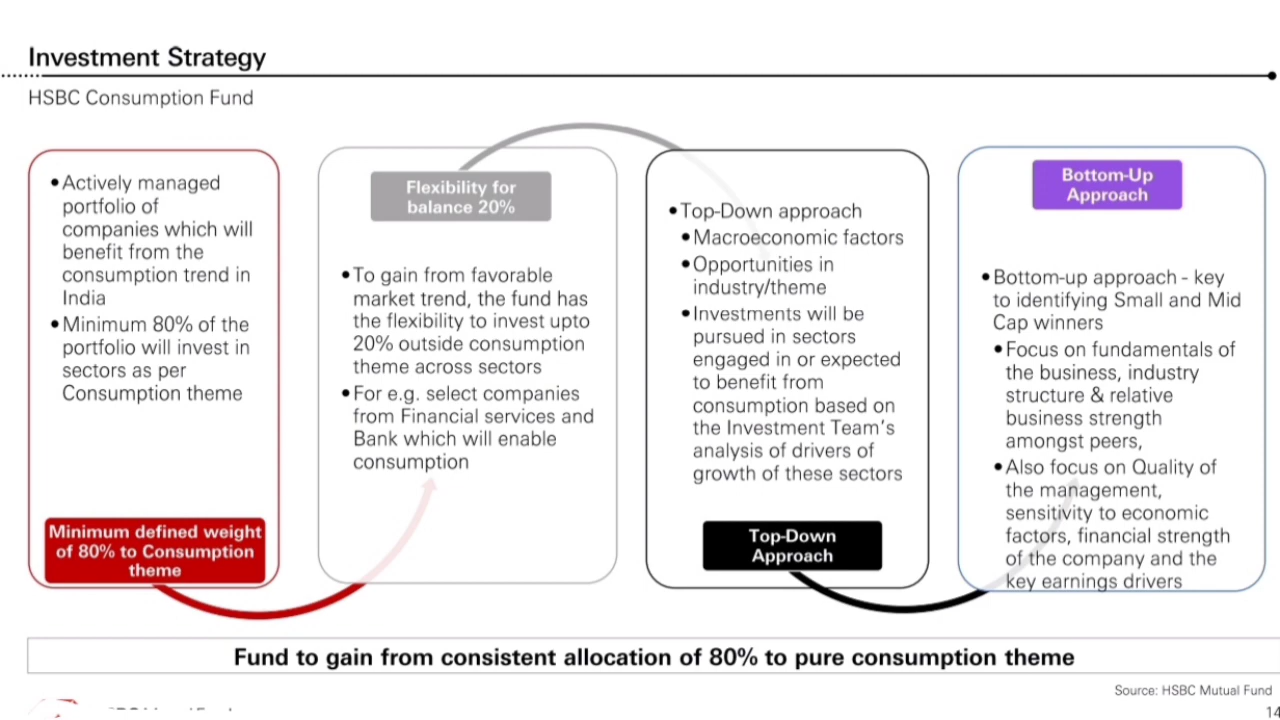 Investment Strategy
HSBC Consumption Fund
•Actively managed
portfolio of
companies which will
benefit from the
consumption trend in
India
•Minimum 80% of the
portfolio will invest in
sectors as per
Consumption theme
Minimum defined weight
of 80% to Consumption
theme
Flexibility for
balance 20%
•To gain from favorable
market trend, the fund has
the flexibility to invest upto
20% outside consumption
theme across sectors
•For e.g. select companies
from Financial services and
Bank which will enable
consumption
•Top-Down approach
•Macroeconomic factors
•Opportunities in
industry/theme
•Investments will be
pursued in sectors
engaged in or expected
to benefit from
consumption based on
the Investment Team's
analysis of drivers of
growth of these sectors
Top-Down
Approach
Bottom-Up
Approach
•Bottom-up approach - key
to identifying Small and Mid
Cap winners
•Focus on fundamentals of
the business, industry
structure & relative
business strength
amongst peers,
•Also focus on Quality of
the management,
sensitivity to economic
factors, financial strength
of the company and the
key earnings drivers
Fund to gain from consistent allocation of 80% to pure consumption theme
Source: HSBC Mutual Fund
14